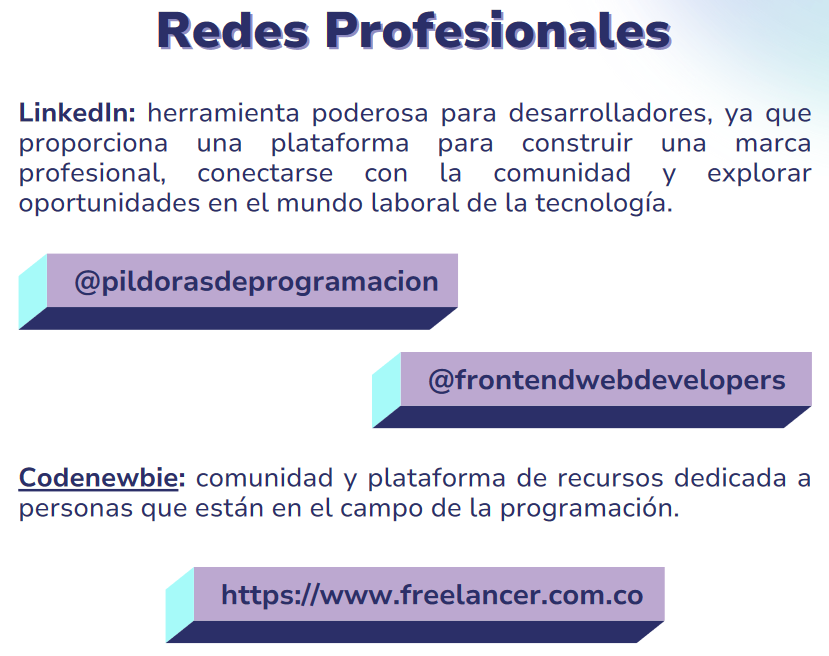 Redes Profesionales
LinkedIn: herramienta poderosa para desarrolladores, ya que
proporciona una plataforma para construir una marca
profesional, conectarse con la comunidad y explorar
oportunidades en el mundo laboral de la tecnología.
@pildorasdeprogramacion
@frontendwebdevelopers
Codenewbie: comunidad y plataforma de recursos dedicada a
personas que están en el campo de la programación.
https://www.freelancer.com.co